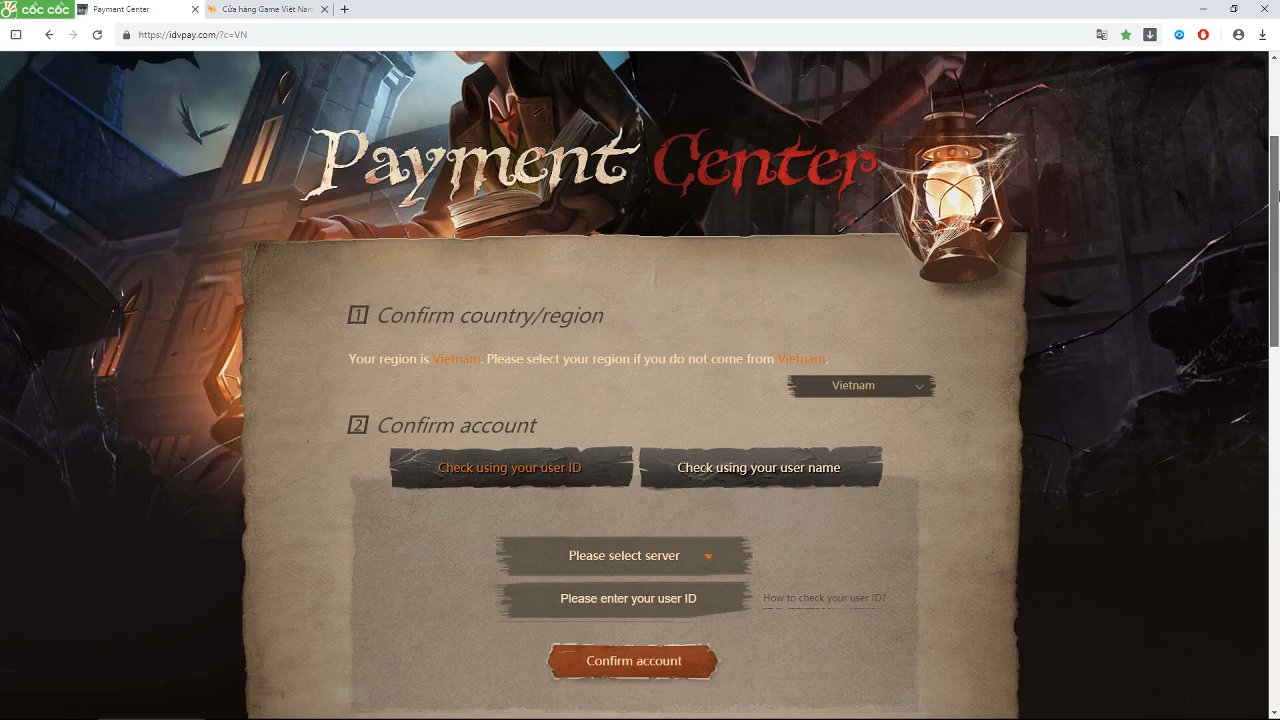 CỐC CỐC
Payment Center
Cửa hàng Game Việt Nam
https://idvpay.com/?c=VN
Payment Center
1 Confirm country/region
Your region is Vietnam. Please select your region if you do not come from Vietnam.
Vietnam
2 Confirm account
Check using your user ID
Check using your user name
Please select server
Please enter your user ID
How to check your user ID?
Confirm account